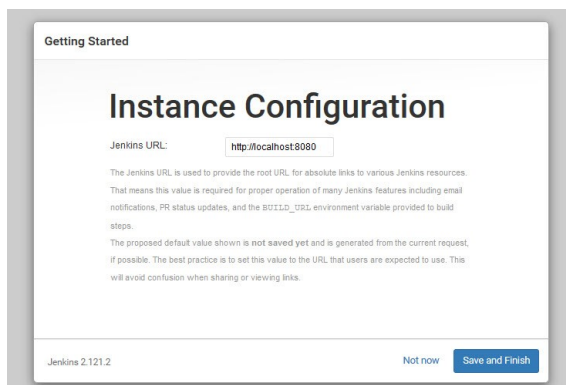 Getting Started
Instance Configuration
Jenkins URL: http://localhost:8080
The Jenkins URL is used to provide the root URL for absolute links to various Jenkins resources.
That means this value is required for proper operation of many Jenkins features including email
notifications, PR status updates, and the BUILD_URL environment variable provided to build
steps.
The proposed default value shown is not saved yet and is generated from the current request,
if possible. The best practice is to set this value to the URL that users are expected to use. This
will avoid confusion when sharing or viewing links.
Jenkins 2.121.2 Not now Save and Finish